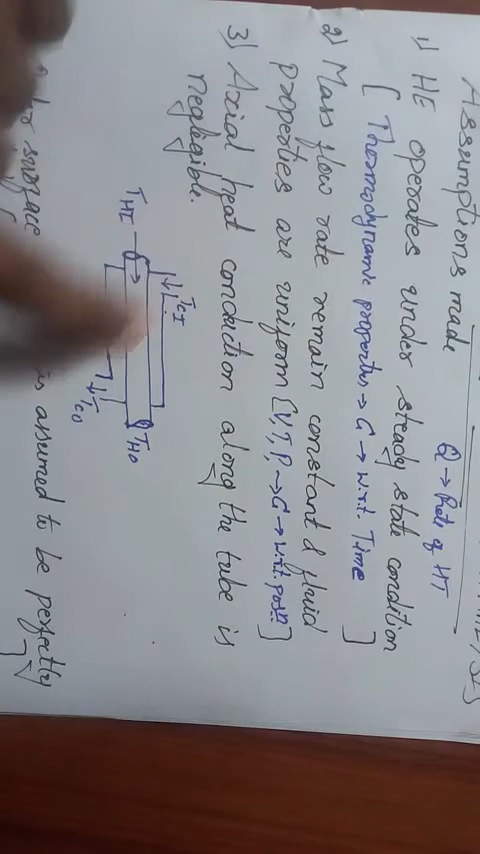 Assumptions made
Q → Rate of HT
1) HE operates under steady state condition
[Thermodynamic properties → C → w.r.t. Time]
2) Mass flow rate remain constant & fluid
properties are uniform [V, T, P, → C → w.r.t. posn]
3) Axial heat conduction along the tube is
negligible.
THI
TCI
THO
TCO
surface
is assumed to be perfectly